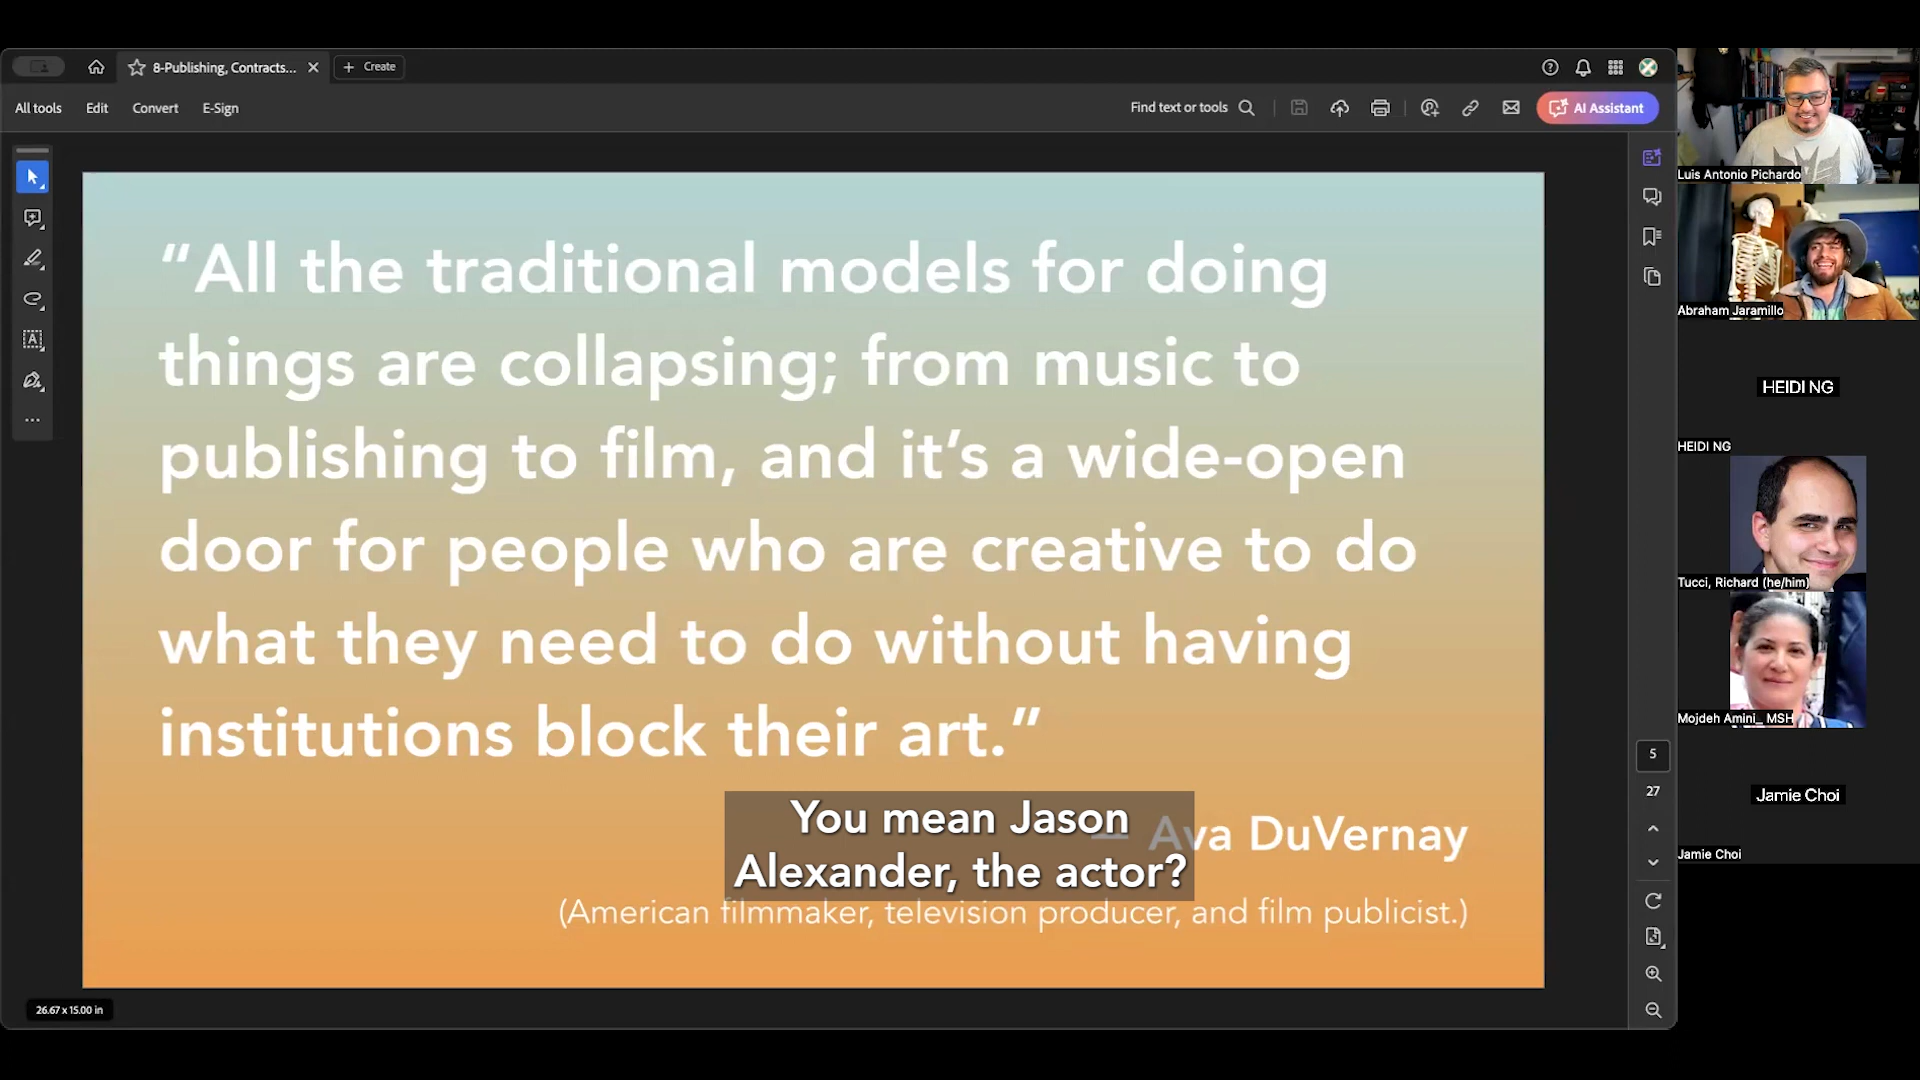 8-Publishing, Contracts...
Create
All tools
Edit
Convert
E-Sign
Find text or tools
AI Assistant
“All the traditional models for doing
things are collapsing; from music to
publishing to film, and it’s a wide-open
door for people who are creative to do
what they need to do without having
institutions block their art.”
— Ava DuVernay
(American filmmaker, television producer, and film publicist.)
You mean Jason
Alexander, the actor?
26.67 x 15.00 in
5
27
Luis Antonio Pichardo
Abraham Jaramillo
HEIDI NG
HEIDI NG
Tucci, Richard (he/him)
Mojdeh Amini_ MSH
Jamie Choi
Jamie Choi